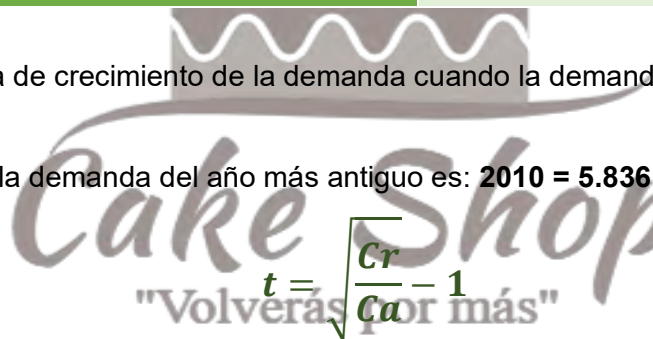 a de crecimiento de la demanda cuando la demand
la demanda del año más antiguo es: 2010 = 5.836
Cake Shop
t = √(Cr/Ca) − 1
"Volverás por más"